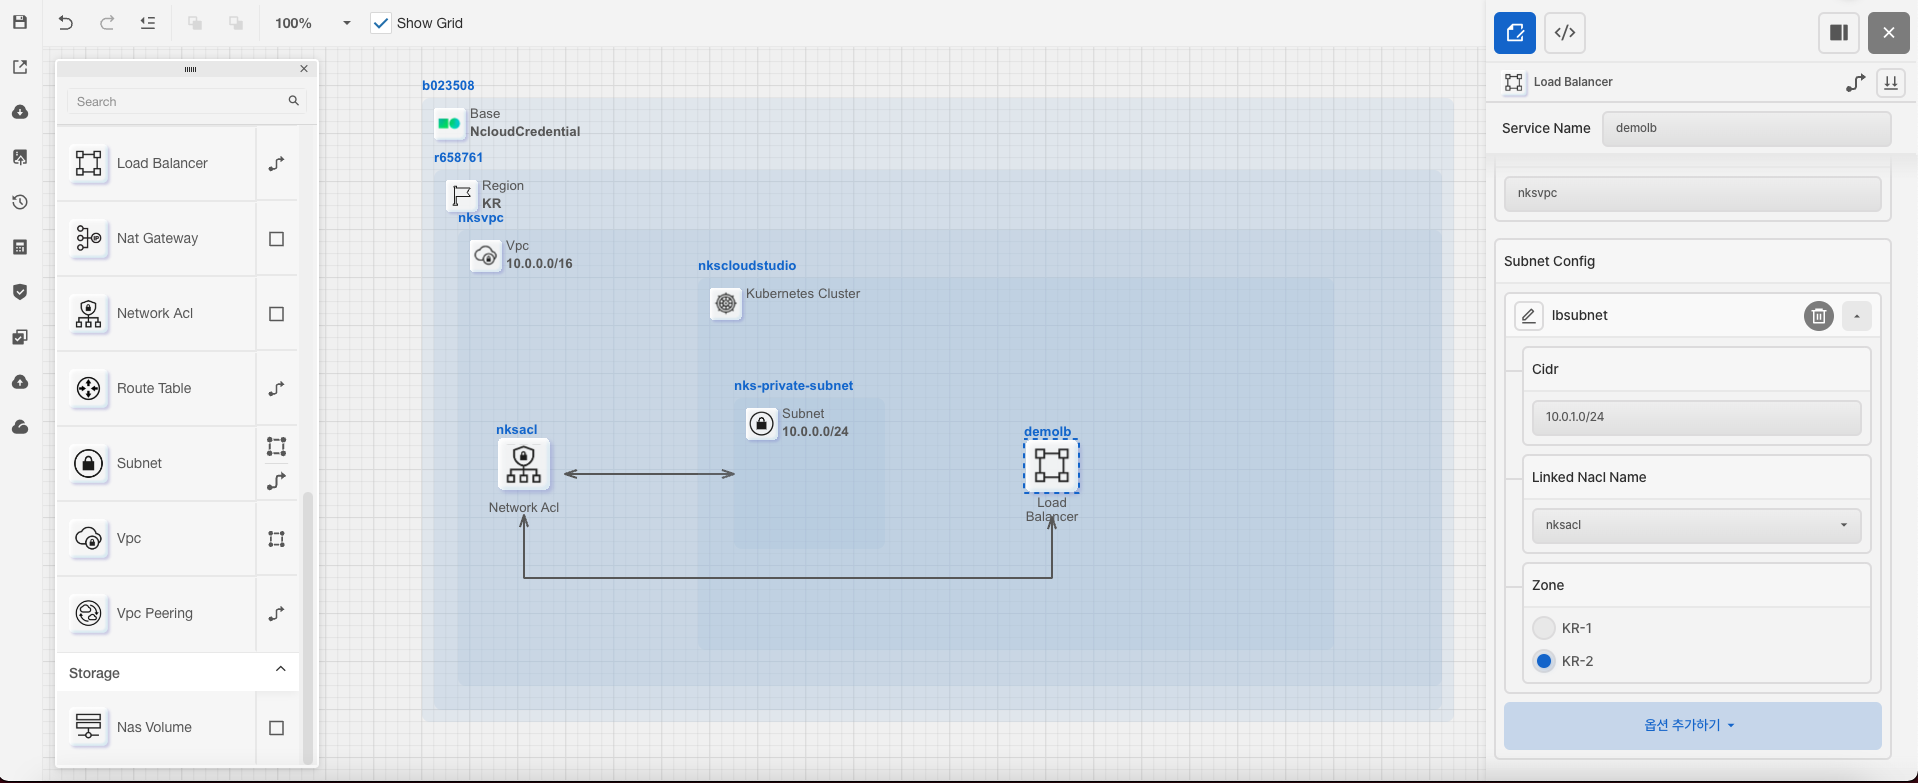 100%
Show Grid
Search
Load Balancer
Nat Gateway
Network Acl
Route Table
Subnet
Vpc
Vpc Peering
Storage
Nas Volume
b023508
Base
NcloudCredential
r658761
Region
KR
nksvpc
Vpc
10.0.0.0/16
nkscloudstudio
Kubernetes Cluster
nks-private-subnet
Subnet
10.0.0.0/24
nksacl
Network Acl
demolb
Load
Balancer
Load Balancer
Service Name
demolb
nksvpc
Subnet Config
lbsubnet
Cidr
10.0.1.0/24
Linked Nacl Name
nksacl
Zone
KR-1
KR-2
옵션 추가하기